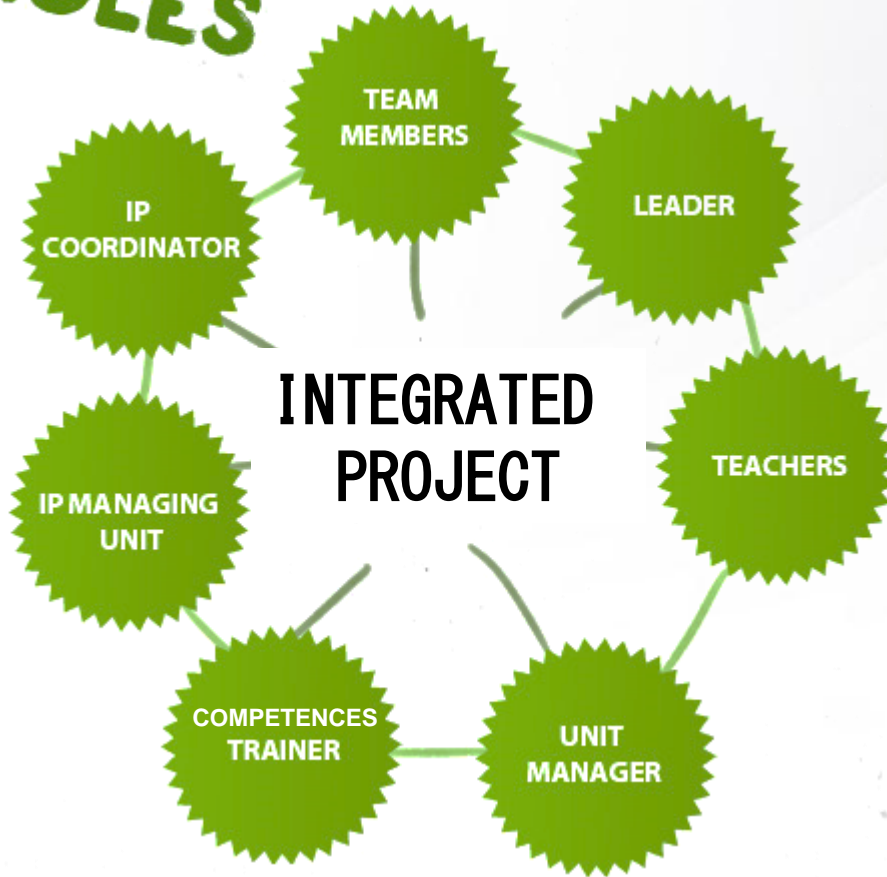 TEAM
MEMBERS
LEADER
IP
COORDINATOR
INTEGRATED
PROJECT
TEACHERS
IP MANAGING
UNIT
COMPETENCES
TRAINER
UNIT
MANAGER